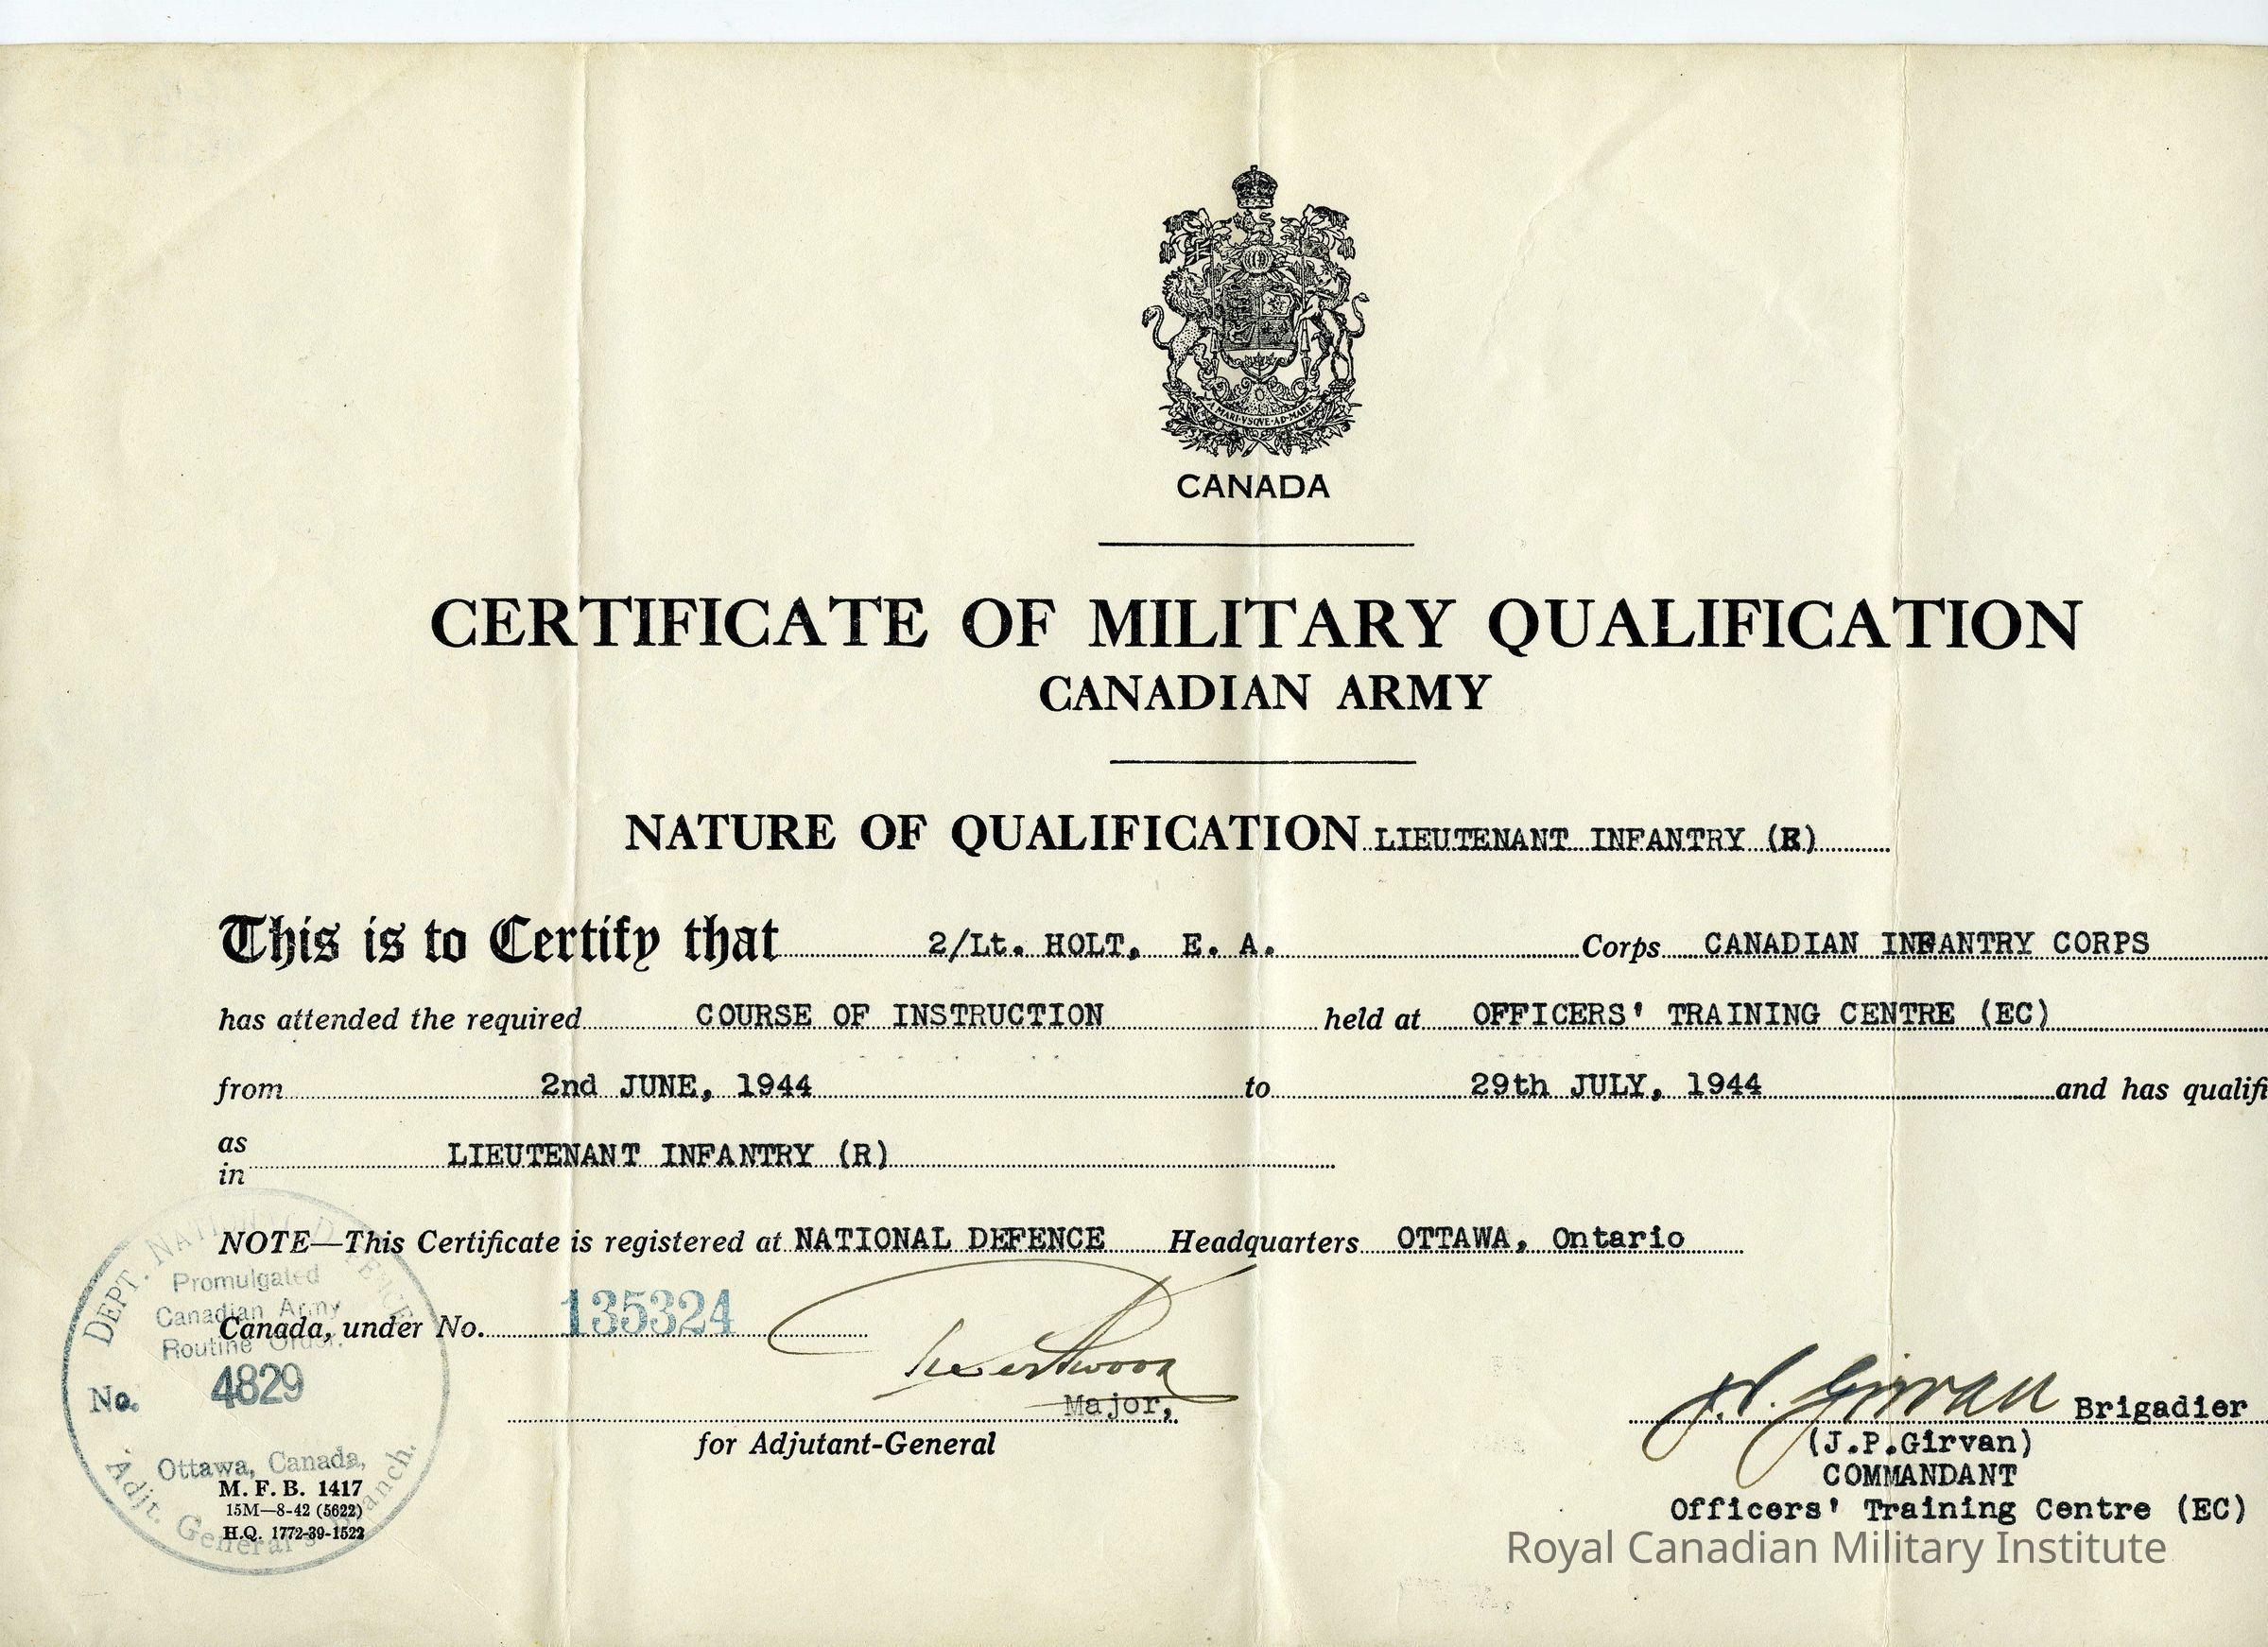 A MARI VSQVE AD MARE
CANADA
CERTIFICATE OF MILITARY QUALIFICATION
CANADIAN ARMY
NATURE OF QUALIFICATION LIEUTENANT INFANTRY (R)
This is to Certify that 2/Lt. HOLT, E. A. Corps CANADIAN INFANTRY CORPS
has attended the required COURSE OF INSTRUCTION held at OFFICERS' TRAINING CENTRE (EC)
from 2nd JUNE, 1944 to 29th JULY, 1944 and has qualifi
as
in LIEUTENANT INFANTRY (R)
NOTE—This Certificate is registered at NATIONAL DEFENCE Headquarters OTTAWA, Ontario
Canada, under No. 135324
DEPT. NATIONAL DEFENCE
Promulgated
Canadian Army
Routine Order.
No. 4829
Ottawa, Canada,
Adjt. General's Branch.
Major,
for Adjutant-General
M. F. B. 1417
15M—8-42 (5622)
H.Q. 1772-39-1522
J.P. Girvan Brigadier
(J.P.Girvan)
COMMANDANT
Officers' Training Centre (EC)
Royal Canadian Military Institute